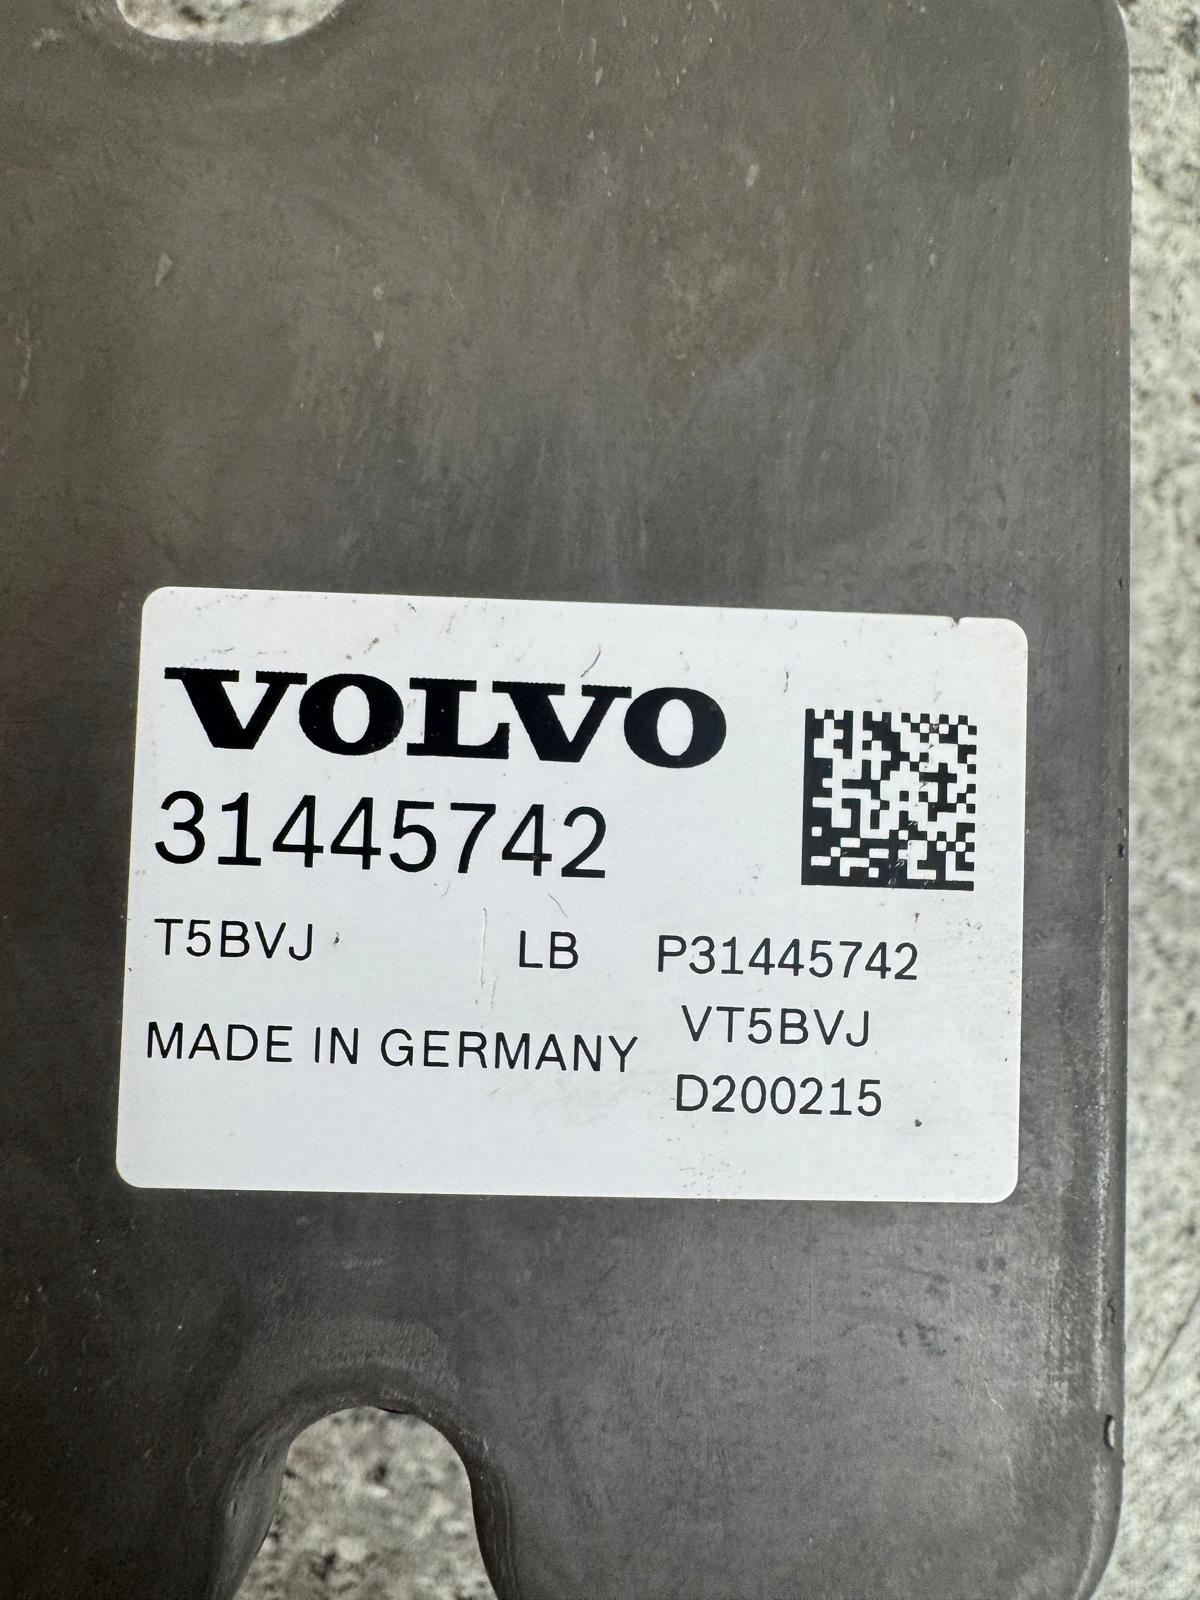 VOLVO
31445742
T5BVJ LB P31445742
VT5BVJ
MADE IN GERMANY
D200215